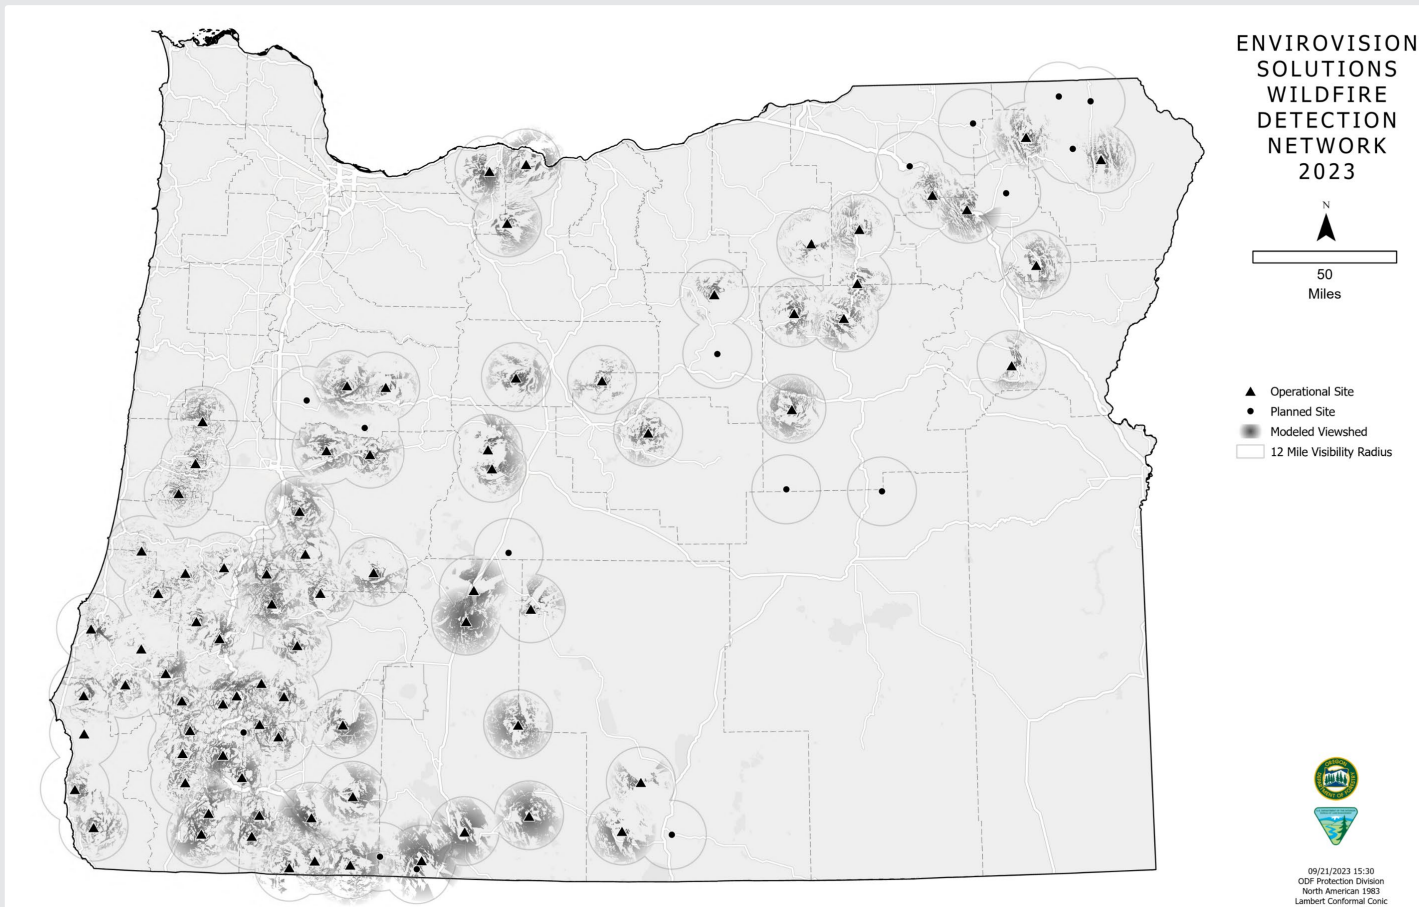 ENVIROVISION
SOLUTIONS
WILDFIRE
DETECTION
NETWORK
2023
N
50
Miles
Operational Site
Planned Site
Modeled Viewshed
12 Mile Visibility Radius
09/21/2023 15:30
ODF Protection Division
North American 1983
Lambert Conformal Conic